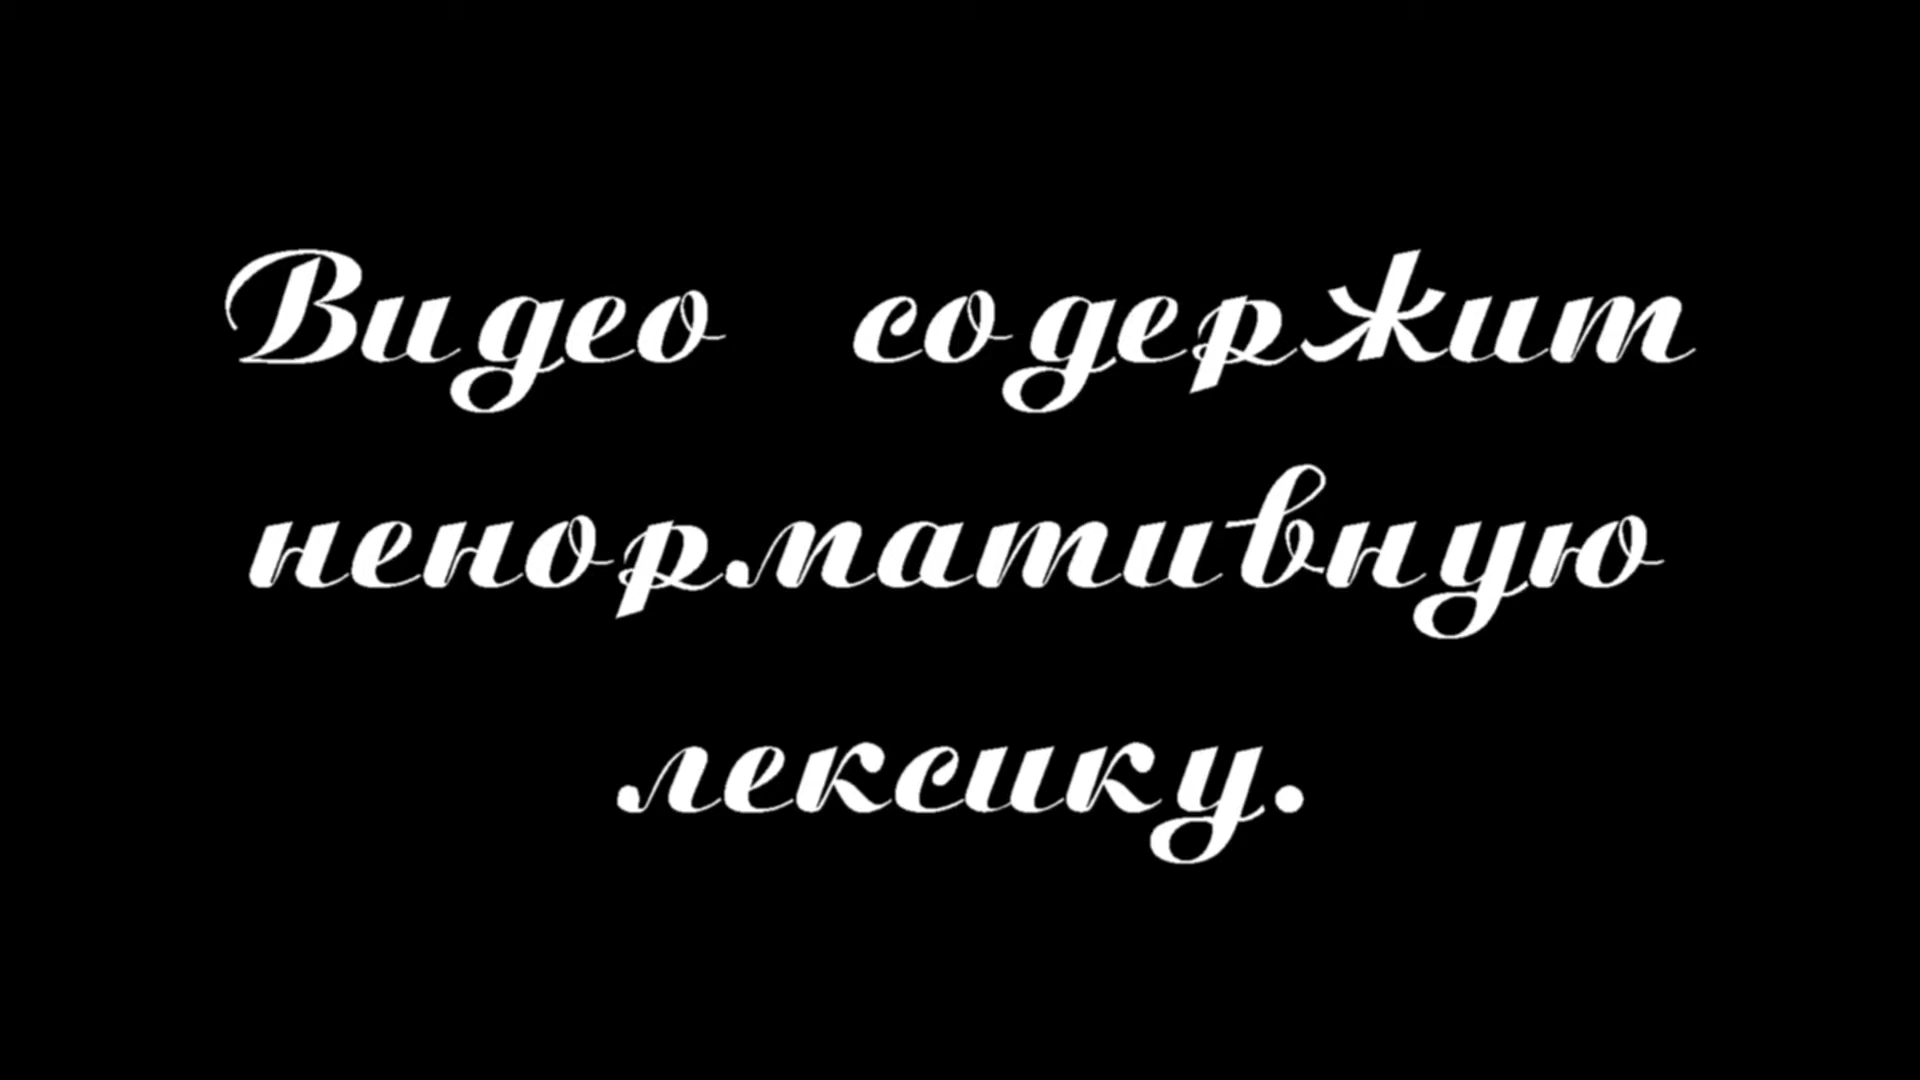 Видео содержит
ненормативную
лексику.